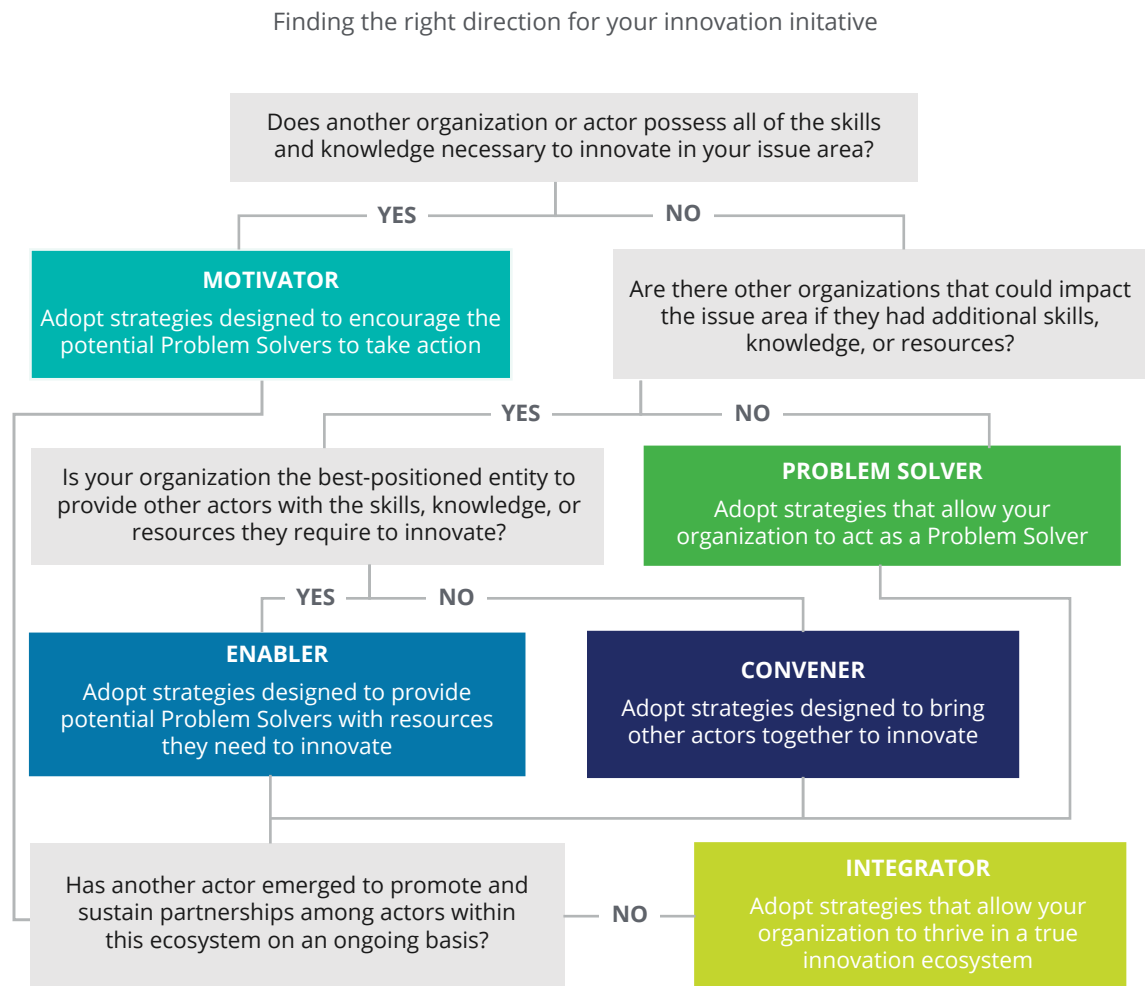 Finding the right direction for your innovation initative
Does another organization or actor possess all of the skills
and knowledge necessary to innovate in your issue area?
YES
NO
MOTIVATOR
Adopt strategies designed to encourage the
potential Problem Solvers to take action
Are there other organizations that could impact
the issue area if they had additional skills,
knowledge, or resources?
YES
NO
Is your organization the best-positioned entity to
provide other actors with the skills, knowledge, or
resources they require to innovate?
PROBLEM SOLVER
Adopt strategies that allow your
organization to act as a Problem Solver
YES
NO
ENABLER
Adopt strategies designed to provide
potential Problem Solvers with resources
they need to innovate
CONVENER
Adopt strategies designed to bring
other actors together to innovate
Has another actor emerged to promote and
sustain partnerships among actors within
this ecosystem on an ongoing basis?
NO
INTEGRATOR
Adopt strategies that allow your
organization to thrive in a true
innovation ecosystem